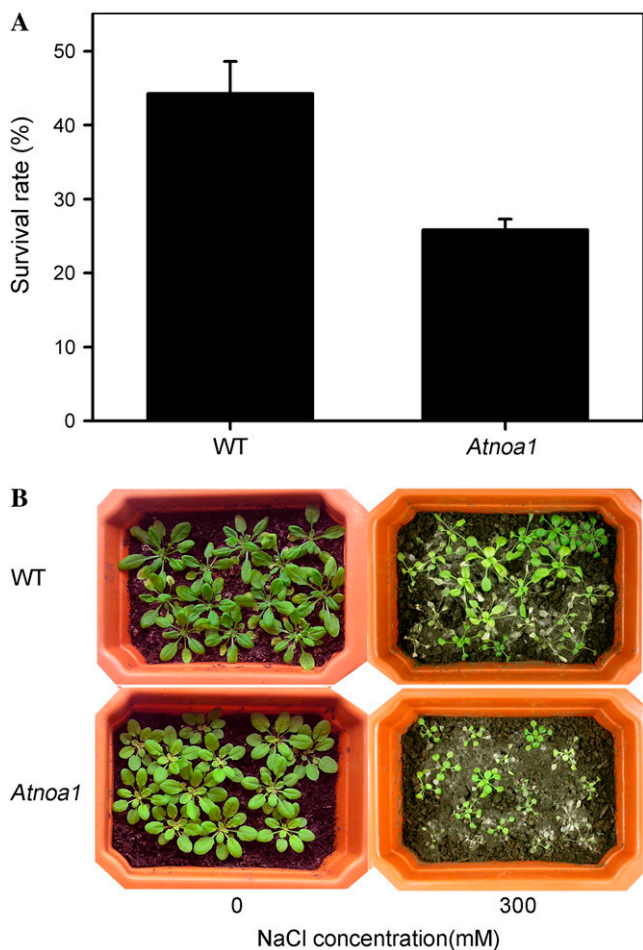 A
Survival rate (%)
50
40
30
20
10
0
WT
Atnoa1
B
WT
Atnoa1
0
300
NaCl concentration(mM)